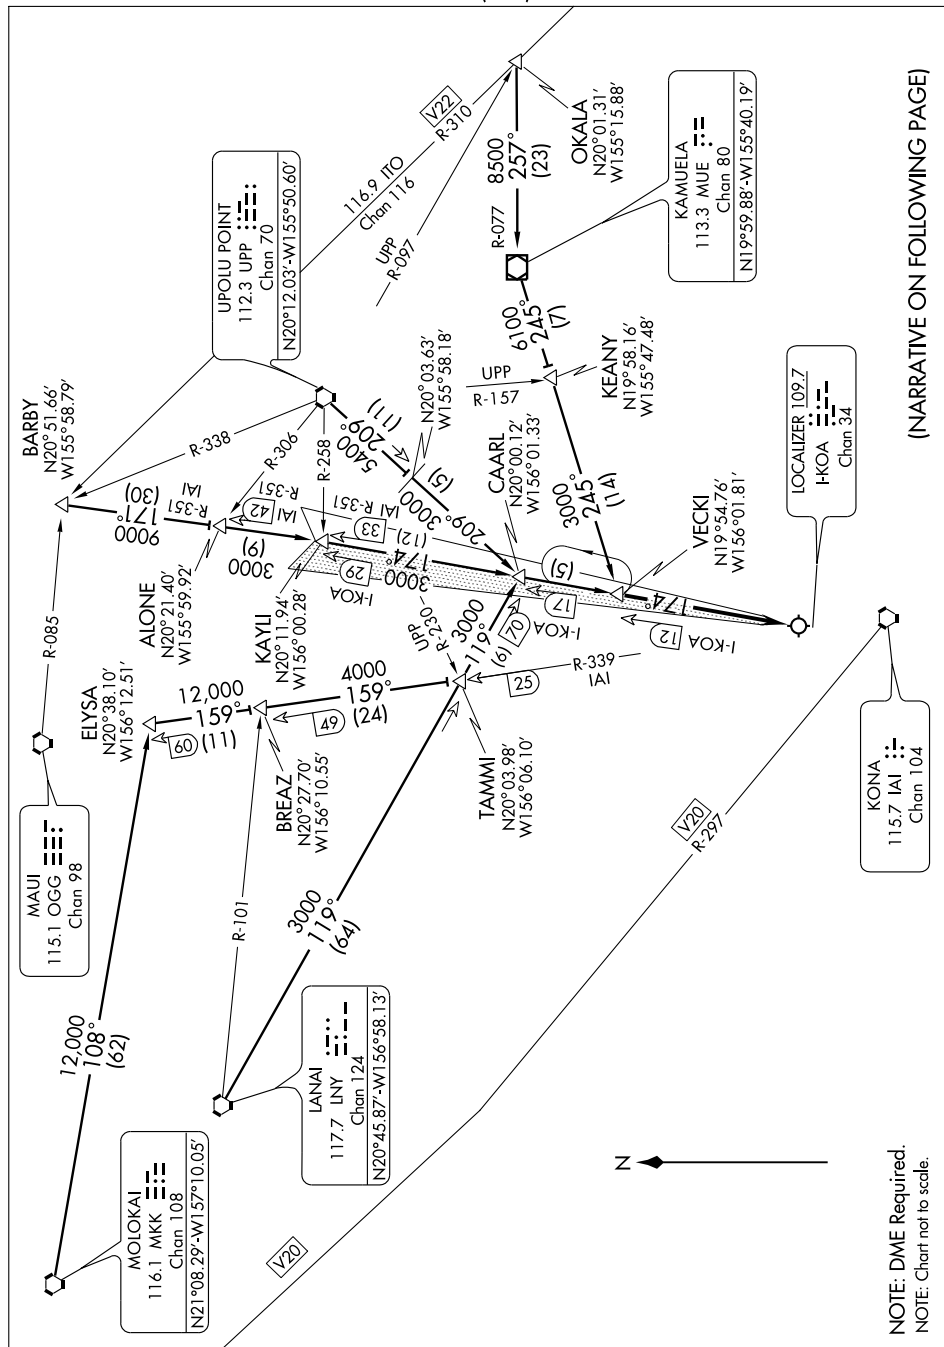 MAUI
115.1 OGG
Chan 98
R-085
BARBY
N20°51.66′
W155°58.79′
UPOLU POINT
112.3 UPP
Chan 70
N20°12.03′-W155°50.60′
MOLOKAI
116.1 MKK
Chan 108
N21°08.29′-W157°10.05′
12,000
108°
(62)
ELYSA
N20°38.10′
W156°12.51′
60
12,000
159°
(11)
BREAZ
N20°27.70′
W156°10.55′
49
R-101
4000
159°
(24)
LANAI
117.7 LNY
Chan 124
N20°45.87′-W156°58.13′
3000
119°
(64)
TAMMI
N20°03.98′
W156°06.10′
25
R-339
IAI
UPP
R-230
3000
119°
(6)
70
9000
171°
(30)
R-351
IAI
ALONE
N20°21.40′
W155°59.92′
42
IAI
R-351
3000
(9)
KAYLI
N20°11.94′
W156°00.28′
29
I-KOA
33
IAI R-351
(12)
174°
3000
R-338
R-306
R-258
5400
209°
(11)
N20°03.63′
W155°58.18′
3000
209°
(5)
CAARL
N20°00.12′
W156°01.33′
17
I-KOA
(5)
VECKI
N19°54.76′
W156°01.81′
12
I-KOA
174°
116.9 ITO
Chan 116
V22
R-310
UPP
R-097
OKALA
N20°01.31′
W155°15.88′
8500
257°
(23)
R-077
KAMUELA
113.3 MUE
Chan 80
N19°59.88′-W155°40.19′
6100
245°
(7)
UPP
R-157
KEANY
N19°58.16′
W155°47.48′
3000
245°
(14)
LOCALIZER 109.7
I-KOA
Chan 34
KONA
115.7 IAI
Chan 104
V20
R-297
V20
N
NOTE: DME Required.
NOTE: Chart not to scale.
(NARRATIVE ON FOLLOWING PAGE)